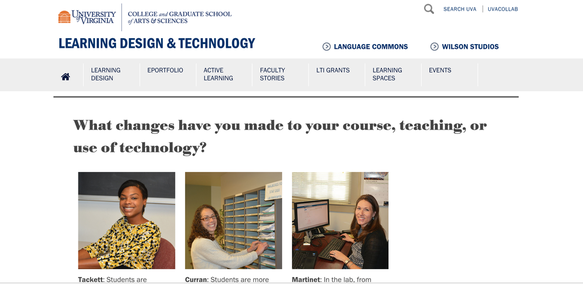 UNIVERSITY of VIRGINIA
COLLEGE and GRADUATE SCHOOL
of ARTS & SCIENCES
SEARCH UVA
UVACOLLAB
LEARNING DESIGN & TECHNOLOGY
LANGUAGE COMMONS
WILSON STUDIOS
LEARNING
DESIGN
EPORTFOLIO
ACTIVE
LEARNING
FACULTY
STORIES
LTI GRANTS
LEARNING
SPACES
EVENTS
What changes have you made to your course, teaching, or
use of technology?
Tackett: Students are
Curran: Students are more
Martinet: In the lab, from